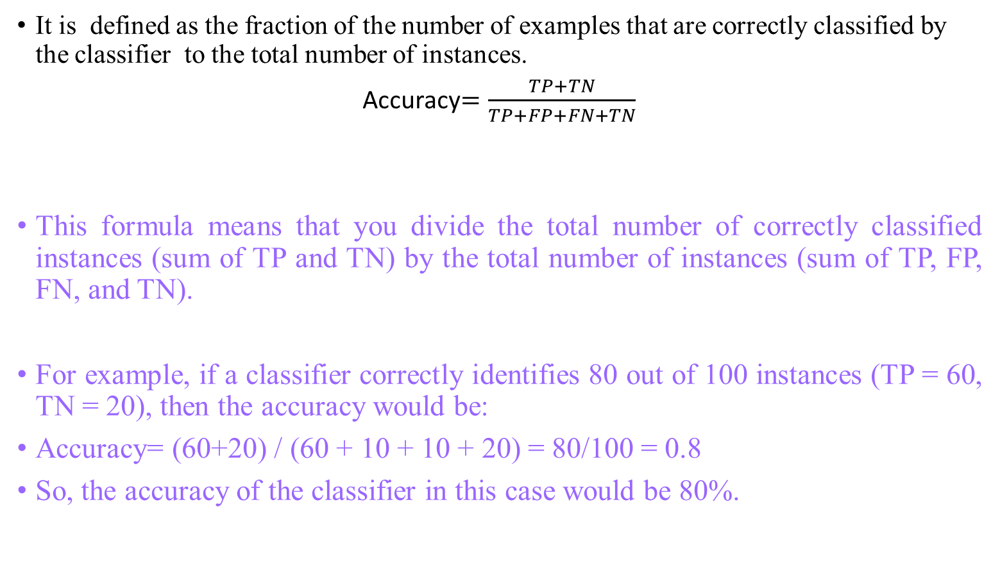 • It is defined as the fraction of the number of examples that are correctly classified by
the classifier to the total number of instances.
Accuracy= 𝑇𝑃+𝑇𝑁
𝑇𝑃+𝐹𝑃+𝐹𝑁+𝑇𝑁
• This formula means that you divide the total number of correctly classified
instances (sum of TP and TN) by the total number of instances (sum of TP, FP,
FN, and TN).
• For example, if a classifier correctly identifies 80 out of 100 instances (TP = 60,
TN = 20), then the accuracy would be:
• Accuracy= (60+20) / (60 + 10 + 10 + 20) = 80/100 = 0.8
• So, the accuracy of the classifier in this case would be 80%.